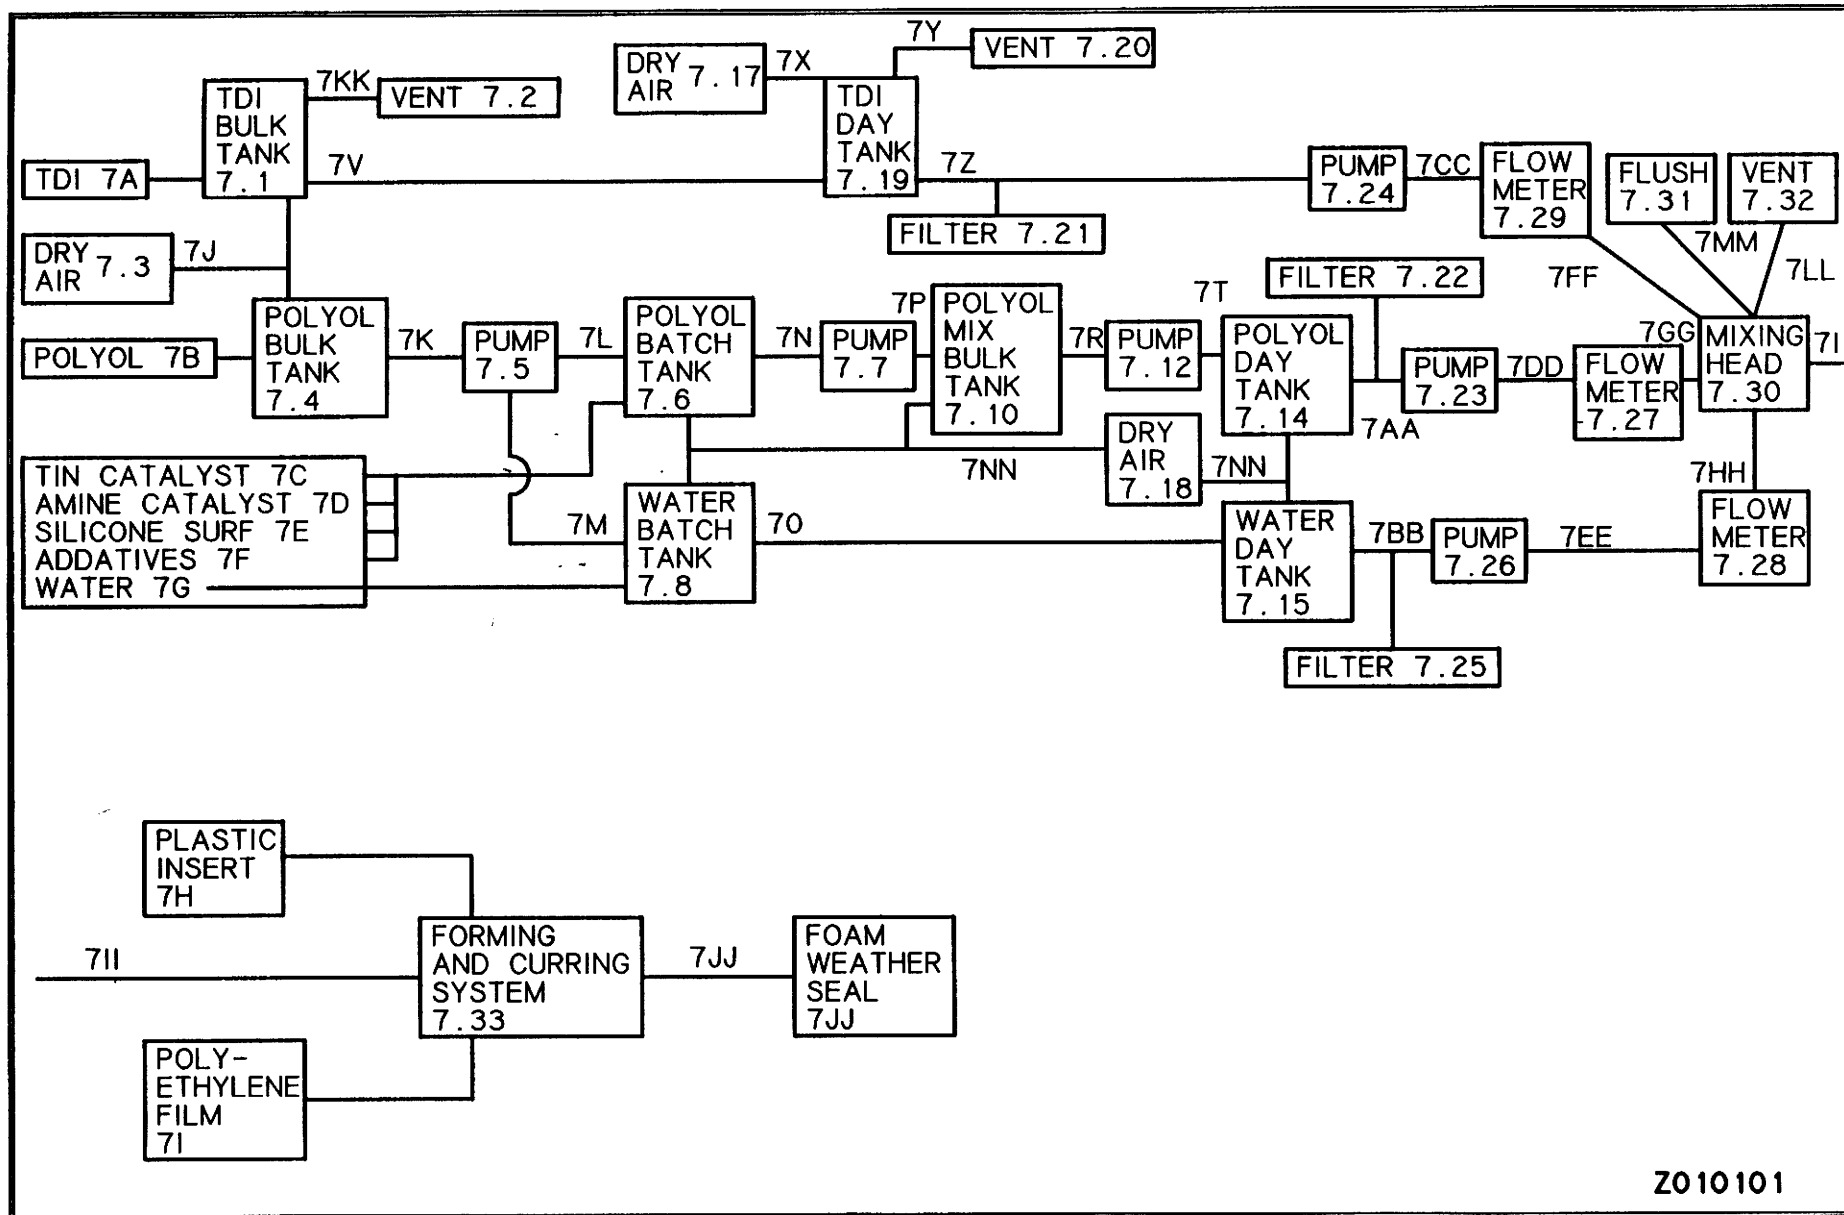 7Y
VENT 7.20
DRY
AIR 7.17
7X
7KK
VENT 7.2
TDI
BULK
TANK
7.1
TDI
DAY
TANK
7.19
TDI 7A
7V
7Z
PUMP
7.24
7CC
FLOW
METER
7.29
FLUSH
7.31
VENT
7.32
FILTER 7.21
7MM
7LL
7FF
DRY
AIR 7.3
7J
FILTER 7.22
POLYOL 7B
POLYOL
BULK
TANK
7.4
7K
PUMP
7.5
7L
POLYOL
BATCH
TANK
7.6
7N
PUMP
7.7
7P
POLYOL
MIX
BULK
TANK
7.10
7R
PUMP
7.12
7T
POLYOL
DAY
TANK
7.14
7AA
PUMP
7.23
7DD
FLOW
METER
7.27
7GG
MIXING
HEAD
7.30
7I
TIN CATALYST 7C
AMINE CATALYST 7D
SILICONE SURF 7E
ADDATIVES 7F
WATER 7G
7M
WATER
BATCH
TANK
7.8
7O
7NN
DRY
AIR
7.18
7NN
WATER
DAY
TANK
7.15
7BB
PUMP
7.26
7EE
7HH
FLOW
METER
7.28
FILTER 7.25
PLASTIC
INSERT
7H
7II
FORMING
AND CURRING
SYSTEM
7.33
7JJ
FOAM
WEATHER
SEAL
7JJ
POLY-
ETHYLENE
FILM
7I
Z010101